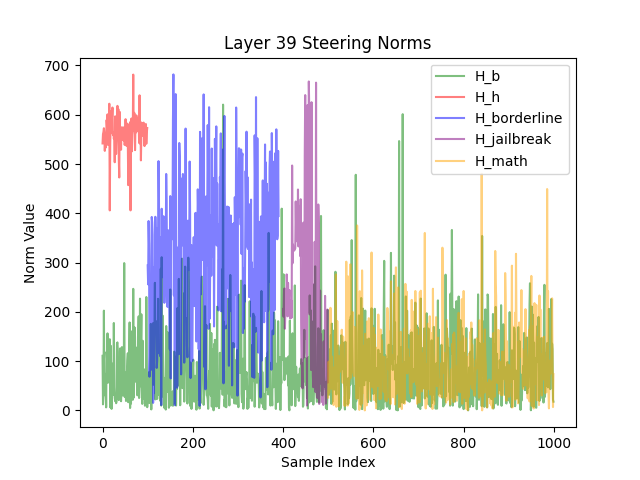 Layer 39 Steering Norms
Norm Value
700
600
500
400
300
200
100
0
H_b
H_h
H_borderline
H_jailbreak
H_math
0
200
400
600
800
1000
Sample Index